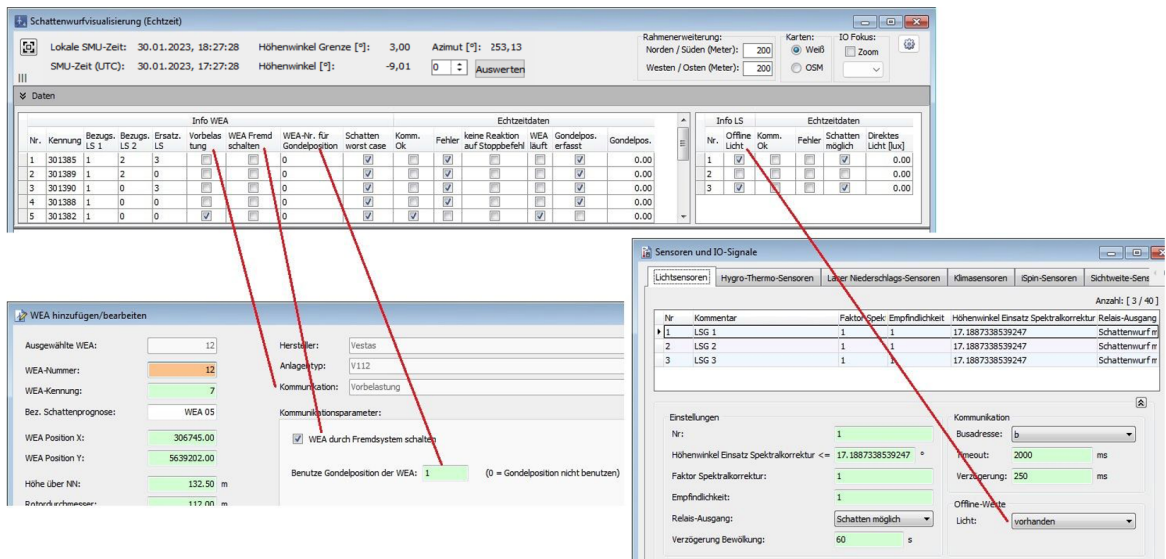 Schattenwurfvisualisierung (Echtzeit)
Lokale SMU-Zeit: 30.01.2023, 18:27:28 Höhenwinkel Grenze [°]: 3,00 Azimut [°]: 253,13
SMU-Zeit (UTC): 30.01.2023, 17:27:28 Höhenwinkel [°]: -9,01 0 Auswerten
Rahmenerweiterung: Karten: IO Fokus:
Norden / Süden (Meter): 200 Weiß Zoom
Westen / Osten (Meter): 200 OSM
Daten
Info WEA Echtzeitdaten
Nr. Kennung Bezugs. LS 1 Bezugs. LS 2 Ersatz. LS Vorbelas tung WEA Fremd schalten WEA-Nr. für Gondelposition Schatten worst case Komm. Ok Fehler keine Reaktion auf Stoppbefehl WEA läuft Gondelpos. erfasst Gondelpos.
1 301385 1 2 3 0 0.00
2 301389 1 2 0 0 0.00
3 301390 1 0 3 0 0.00
4 301388 1 0 0 0 0.00
5 301382 1 0 0 0 0.00
Info LS Echtzeitdaten
Nr. Offline Licht Komm. Ok Fehler Schatten möglich Direktes Licht [lux]
1 0.00
2 0.00
3 0.00
WEA hinzufügen/bearbeiten
Ausgewählte WEA: 12
WEA-Nummer: 12
WEA-Kennung: 7
Bez. Schattenprognose: WEA 05
WEA Position X: 306745.00
WEA Position Y: 5639202.00
Höhe über NN: 132.50 m
Rotordurchmesser: 112.00 m
Hersteller: Vestas
Anlagentyp: V112
Kommunikation: Vorbelastung
Kommunikationsparameter:
WEA durch Fremdsystem schalten
Benutze Gondelposition der WEA: 1 (0 = Gondelposition nicht benutzen)
Sensoren und IO-Signale
Lichtsensoren Hygro-Thermo-Sensoren Laser Niederschlags-Sensoren Klimasensoren iSpin-Sensoren Sichtweite-Sens
Anzahl: [ 3 / 40 ]
Nr Kommentar Faktor Spek Empfindlichkeit Höhenwinkel Einsatz Spektralkorrektur Relais-Ausgang
1 LSG 1 1 1 17.1887338539247 Schattenwurf m
2 LSG 2 1 1 17.1887338539247 Schattenwurf m
3 LSG 3 1 1 17.1887338539247 Schattenwurf m
Einstellungen
Nr: 1
Höhenwinkel Einsatz Spektralkorrektur <= 17.1887338539247 °
Faktor Spektralkorrektur: 1
Empfindlichkeit: 1
Relais-Ausgang: Schatten möglich
Verzögerung Bewölkung: 60 s
Kommunikation
Busadresse: b
Timeout: 2000 ms
Verzögerung: 250 ms
Offline-Werte
Licht: vorhanden